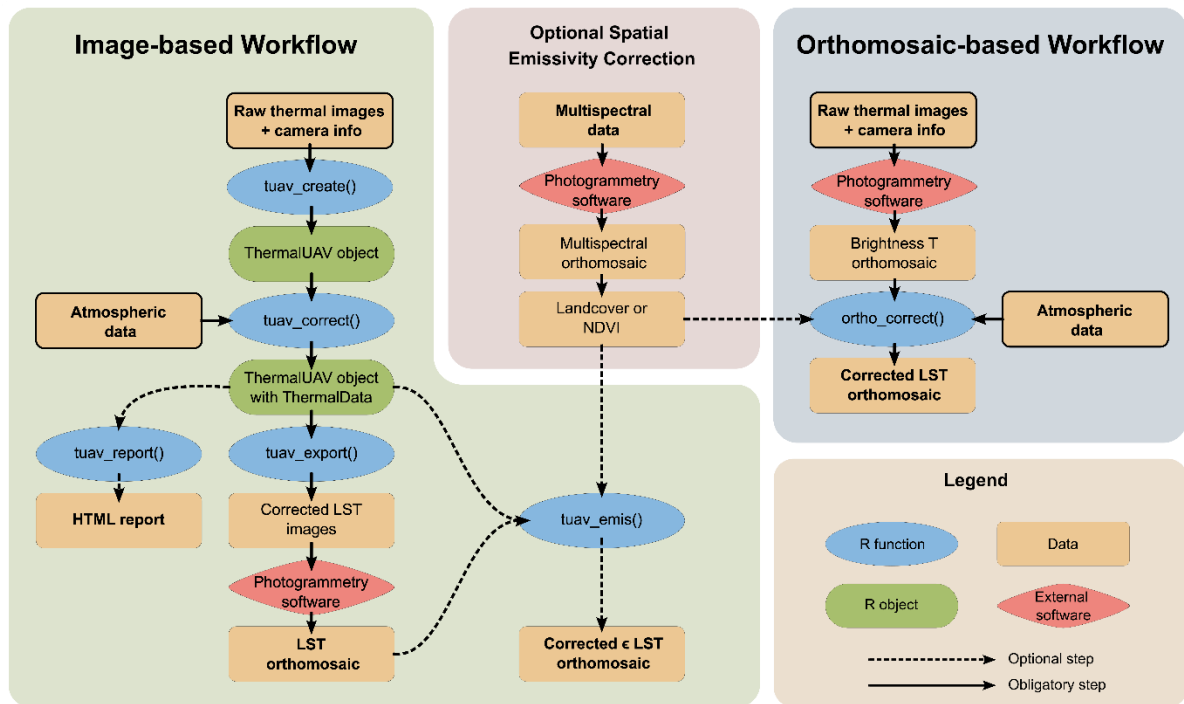 Image-based Workflow
Raw thermal images
+ camera info
tuav_create()
ThermalUAV object
Atmospheric
data
tuav_correct()
ThermalUAV object
with ThermalData
tuav_report()
tuav_export()
HTML report
Corrected LST
images
Photogrammetry
software
LST
orthomosaic
tuav_emis()
Corrected ϵ LST
orthomosaic
Optional Spatial
Emissivity Correction
Multispectral
data
Photogrammetry
software
Multispectral
orthomosaic
Landcover or
NDVI
Orthomosaic-based Workflow
Raw thermal images
+ camera info
Photogrammetry
software
Brightness T
orthomosaic
ortho_correct()
Atmospheric
data
Corrected LST
orthomosaic
Legend
R function
Data
R object
External
software
Optional step
Obligatory step